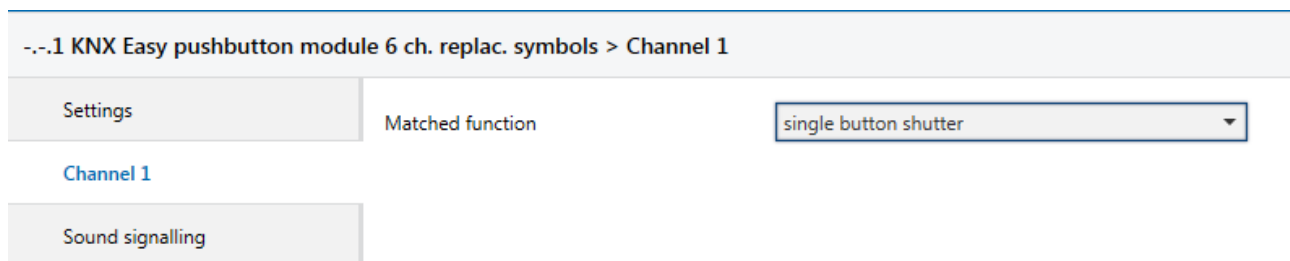 -.-.1 KNX Easy pushbutton module 6 ch. replac. symbols > Channel 1
Settings
Matched function single button shutter
Channel 1
Sound signalling